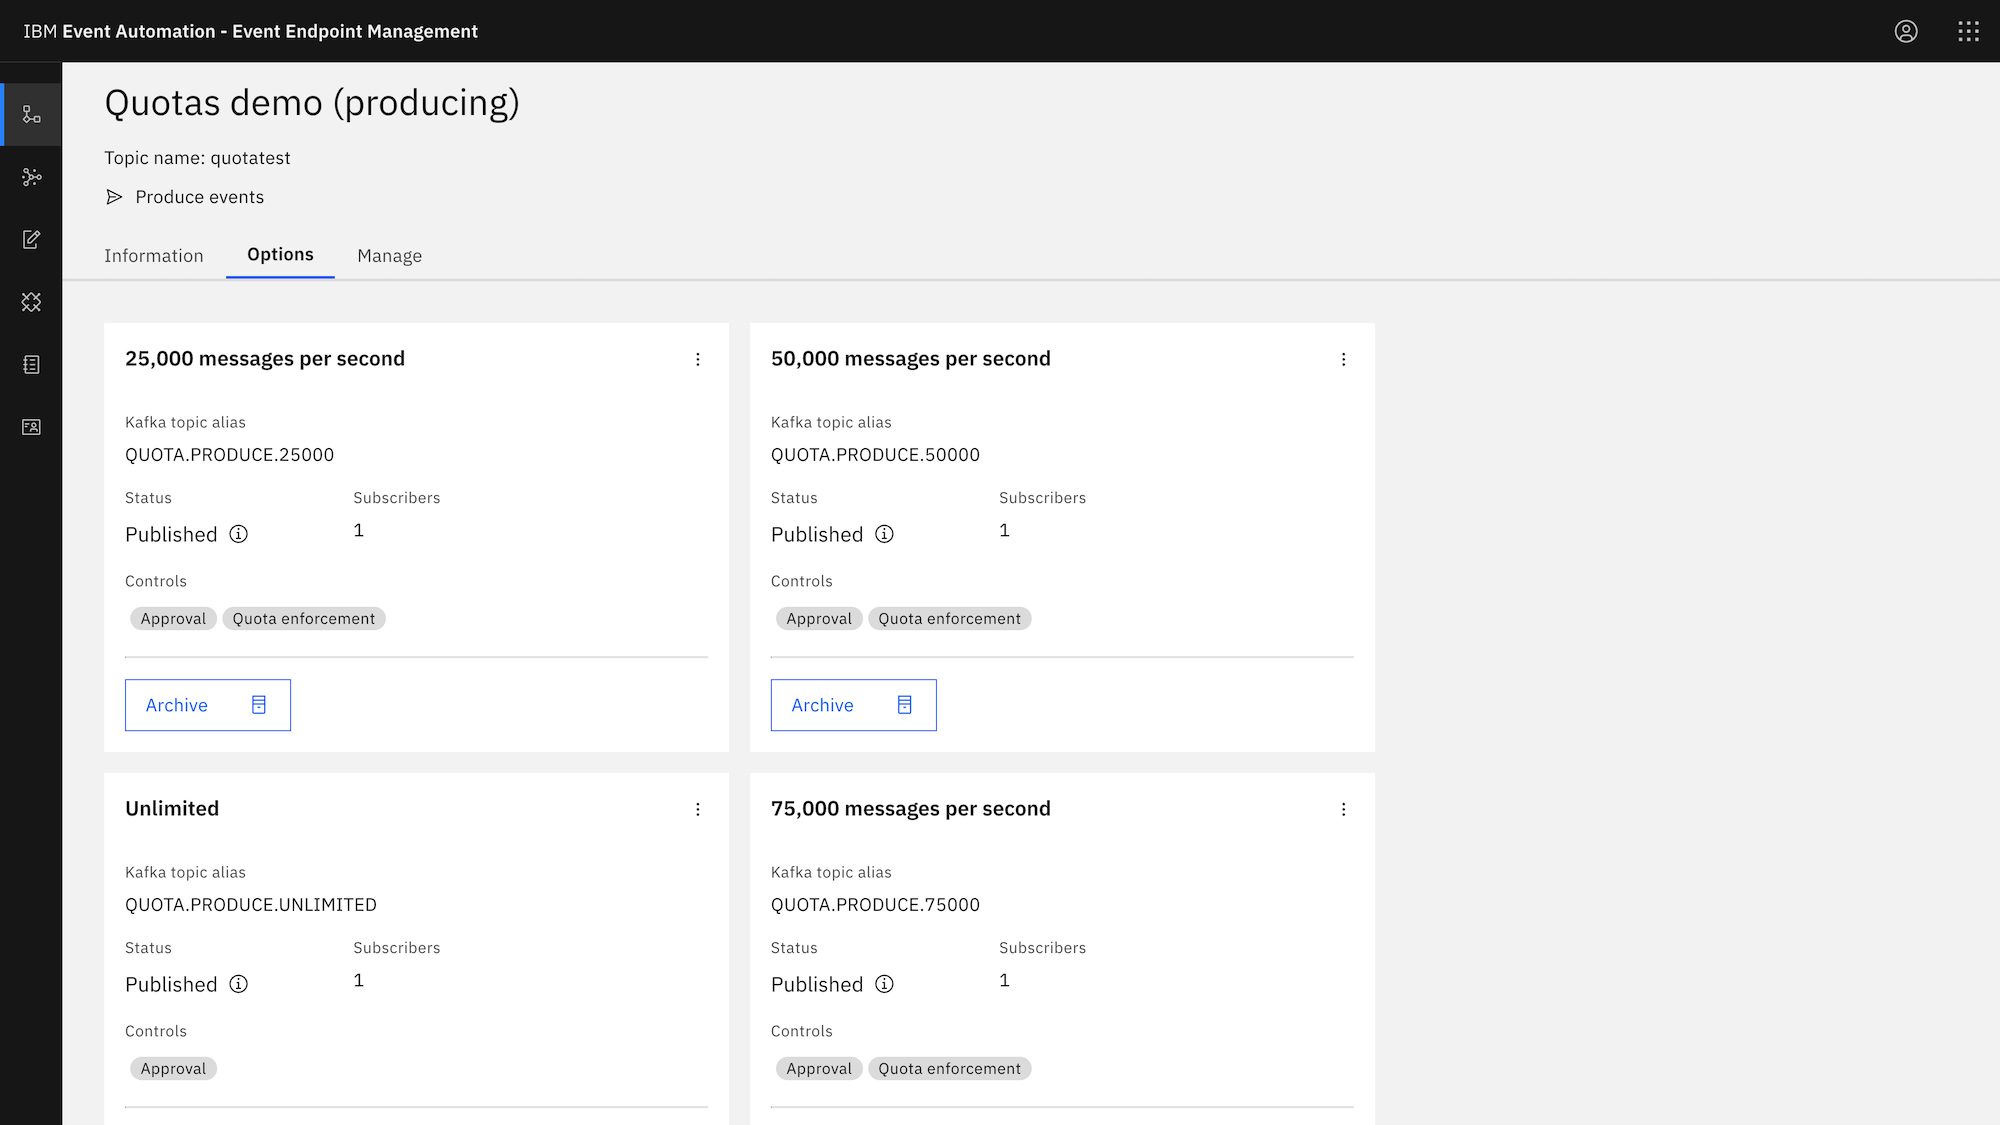 IBM Event Automation - Event Endpoint Management
Quotas demo (producing)
Topic name: quotatest
Produce events
Information Options Manage
25,000 messages per second
Kafka topic alias
QUOTA.PRODUCE.25000
Status Subscribers
Published 1
Controls
Approval Quota enforcement
Archive
50,000 messages per second
Kafka topic alias
QUOTA.PRODUCE.50000
Status Subscribers
Published 1
Controls
Approval Quota enforcement
Archive
Unlimited
Kafka topic alias
QUOTA.PRODUCE.UNLIMITED
Status Subscribers
Published 1
Controls
Approval
75,000 messages per second
Kafka topic alias
QUOTA.PRODUCE.75000
Status Subscribers
Published 1
Controls
Approval Quota enforcement